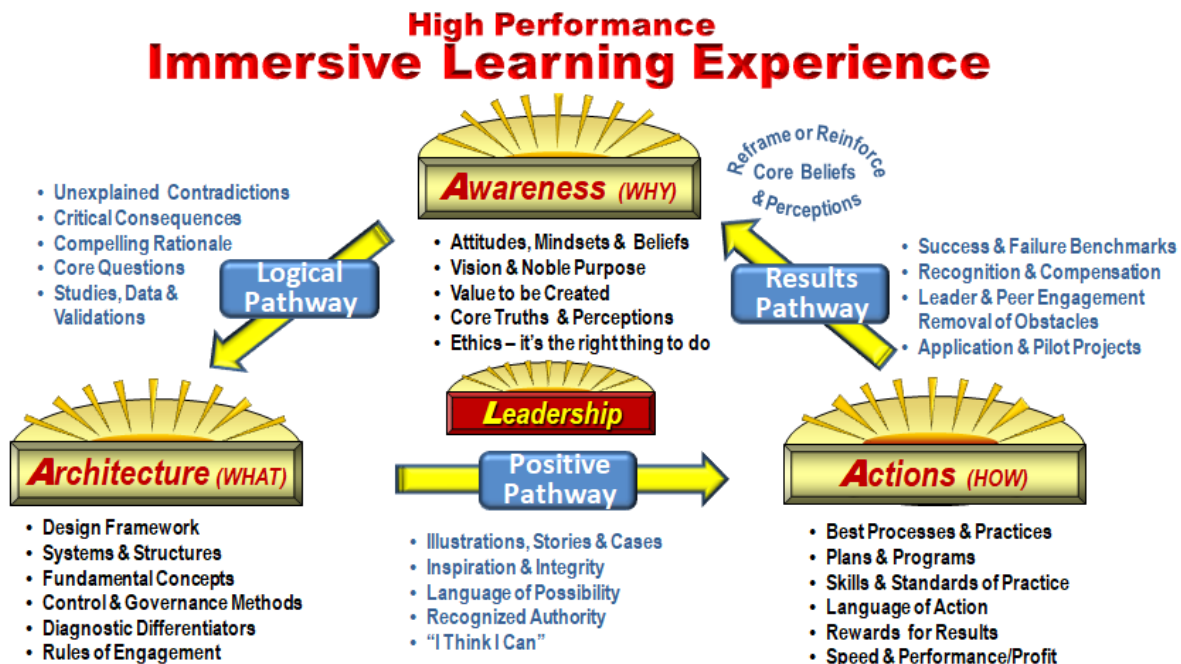 High Performance
Immersive Learning Experience
Awareness (WHY)
Reframe or Reinforce
Core Beliefs
& Perceptions
• Unexplained Contradictions
• Critical Consequences
• Compelling Rationale
• Core Questions
• Studies, Data &
Validations
Logical
Pathway
• Attitudes, Mindsets & Beliefs
• Vision & Noble Purpose
• Value to be Created
• Core Truths & Perceptions
• Ethics – it's the right thing to do
Results
Pathway
• Success & Failure Benchmarks
• Recognition & Compensation
• Leader & Peer Engagement
Removal of Obstacles
• Application & Pilot Projects
Leadership
Architecture (WHAT)
Positive
Pathway
Actions (HOW)
• Design Framework
• Systems & Structures
• Fundamental Concepts
• Control & Governance Methods
• Diagnostic Differentiators
• Rules of Engagement
• Illustrations, Stories & Cases
• Inspiration & Integrity
• Language of Possibility
• Recognized Authority
• "I Think I Can"
• Best Processes & Practices
• Plans & Programs
• Skills & Standards of Practice
• Language of Action
• Rewards for Results
• Speed & Performance/Profit